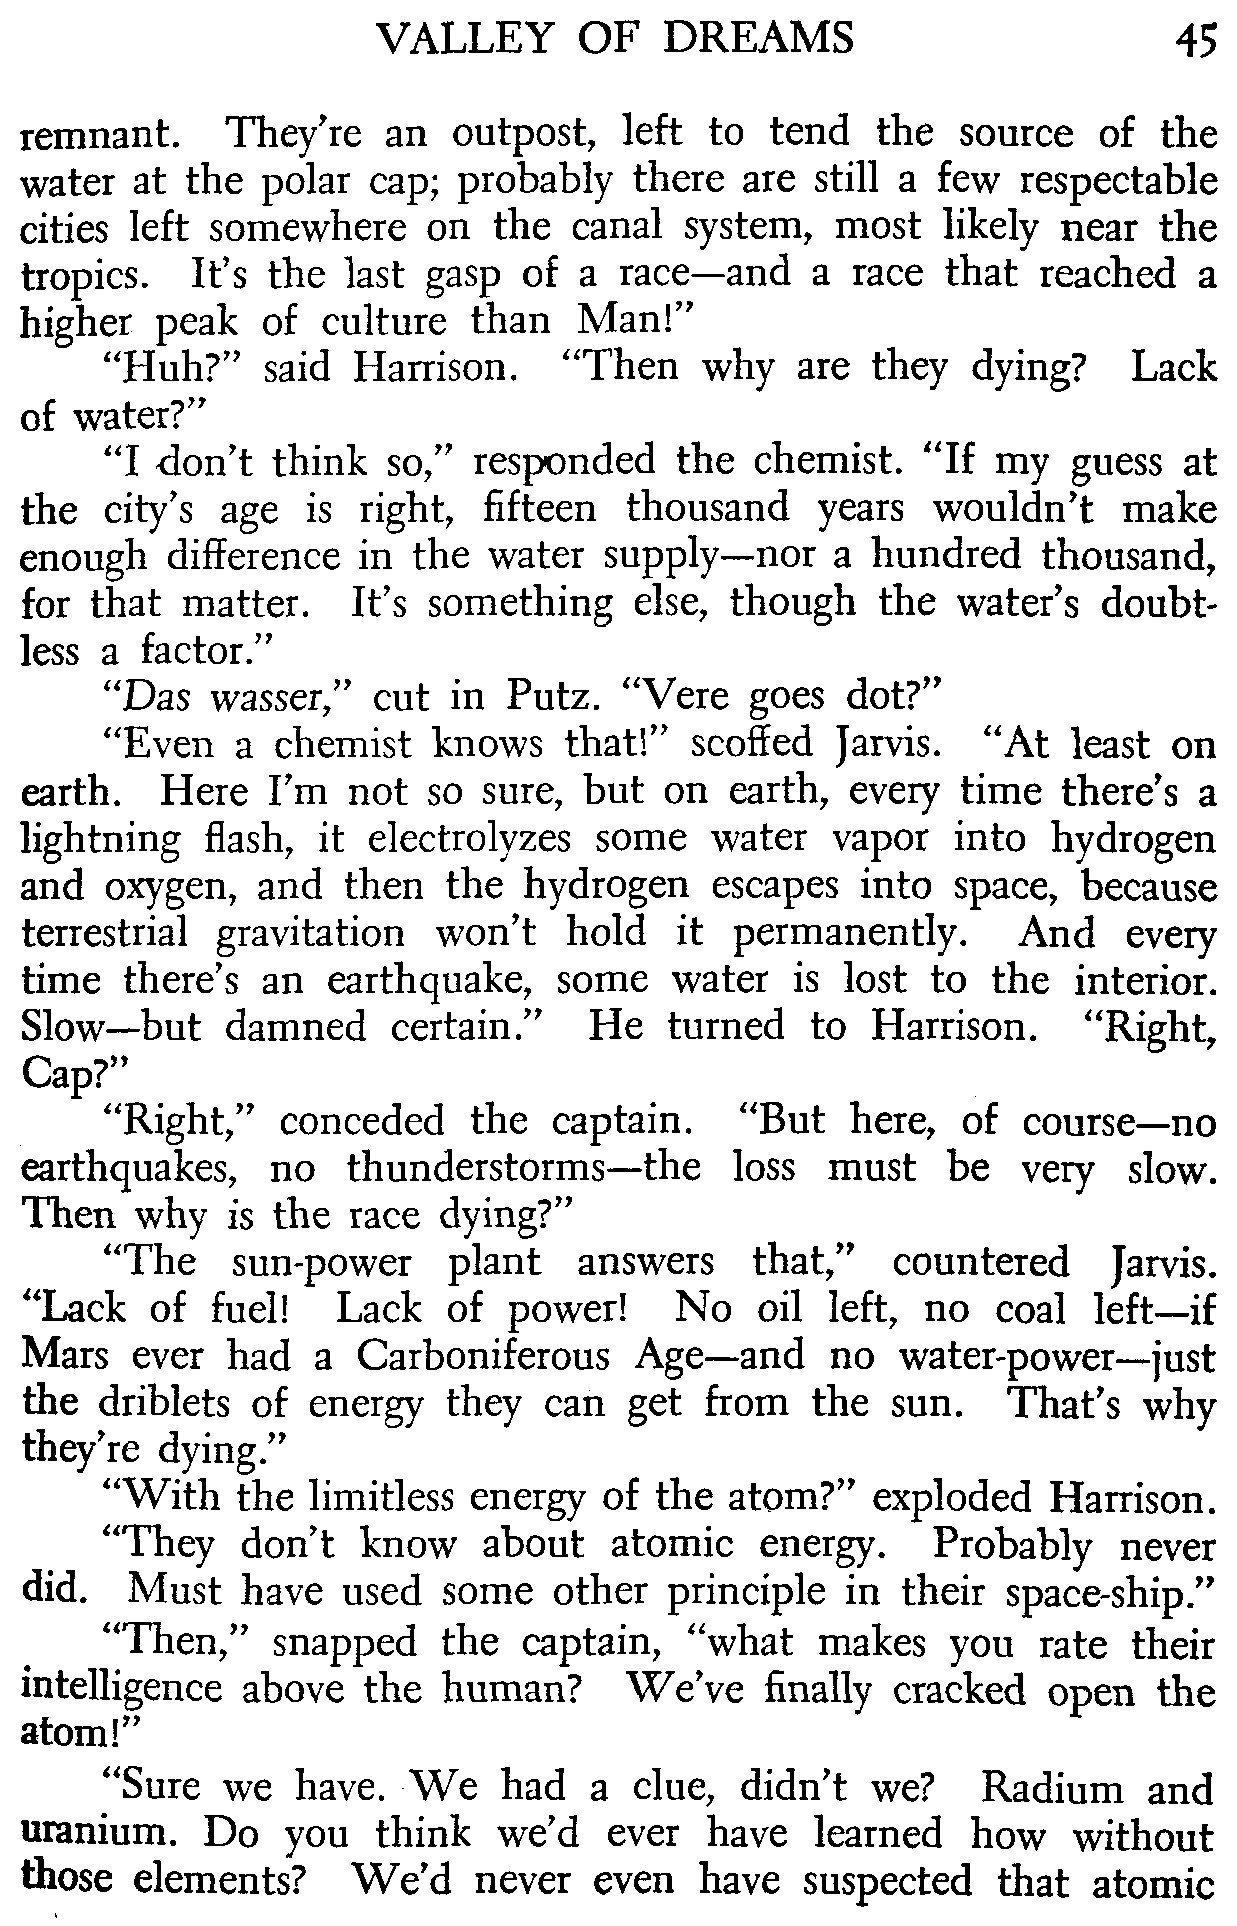 VALLEY OF DREAMS 45
remnant. They're an outpost, left to tend the source of the
water at the polar cap; probably there are still a few respectable
cities left somewhere on the canal system, most likely near the
tropics. It's the last gasp of a race—and a race that reached a
higher peak of culture than Man!"
"Huh?" said Harrison. "Then why are they dying? Lack
of water?"
"I don't think so," responded the chemist. "If my guess at
the city's age is right, fifteen thousand years wouldn't make
enough difference in the water supply—nor a hundred thousand,
for that matter. It's something else, though the water's doubt-
less a factor."
"Das wasser," cut in Putz. "Vere goes dot?"
"Even a chemist knows that!" scoffed Jarvis. "At least on
earth. Here I'm not so sure, but on earth, every time there's a
lightning flash, it electrolyzes some water vapor into hydrogen
and oxygen, and then the hydrogen escapes into space, because
terrestrial gravitation won't hold it permanently. And every
time there's an earthquake, some water is lost to the interior.
Slow—but damned certain." He turned to Harrison. "Right,
Cap?"
"Right," conceded the captain. "But here, of course—no
earthquakes, no thunderstorms—the loss must be very slow.
Then why is the race dying?"
"The sun-power plant answers that," countered Jarvis.
"Lack of fuel! Lack of power! No oil left, no coal left—if
Mars ever had a Carboniferous Age—and no water-power—just
the driblets of energy they can get from the sun. That's why
they're dying."
"With the limitless energy of the atom?" exploded Harrison.
"They don't know about atomic energy. Probably never
did. Must have used some other principle in their space-ship."
"Then," snapped the captain, "what makes you rate their
intelligence above the human? We've finally cracked open the
atom!"
"Sure we have. We had a clue, didn't we? Radium and
uranium. Do you think we'd ever have learned how without
those elements? We'd never even have suspected that atomic